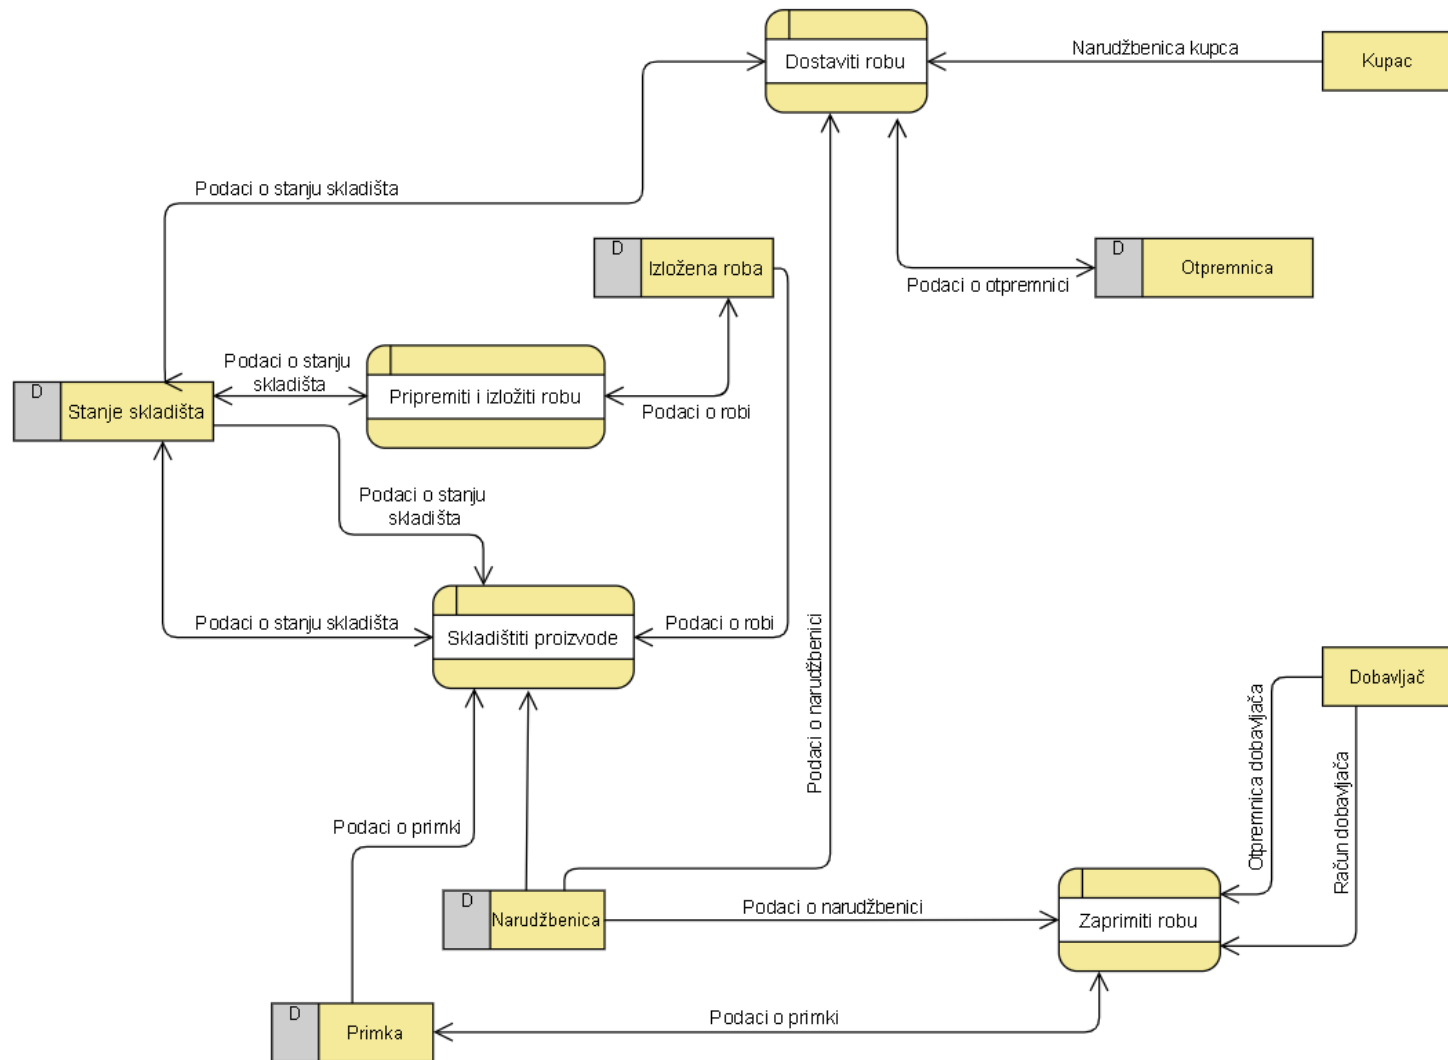 Dostaviti robu
Narudžbenica kupca
Kupac
Podaci o stanju skladišta
D
Izložena roba
D
Otpremnica
Podaci o otpremnici
Podaci o stanju
skladišta
D
Stanje skladišta
Pripremiti i izložiti robu
Podaci o robi
Podaci o stanju
skladišta
Podaci o stanju skladišta
Skladištiti proizvode
Podaci o robi
Podaci o narudžbenici
Dobavljač
Otpremnica dobavljača
Račun dobavljača
Podaci o primki
D
Narudžbenica
Podaci o narudžbenici
Zaprimiti robu
D
Primka
Podaci o primki